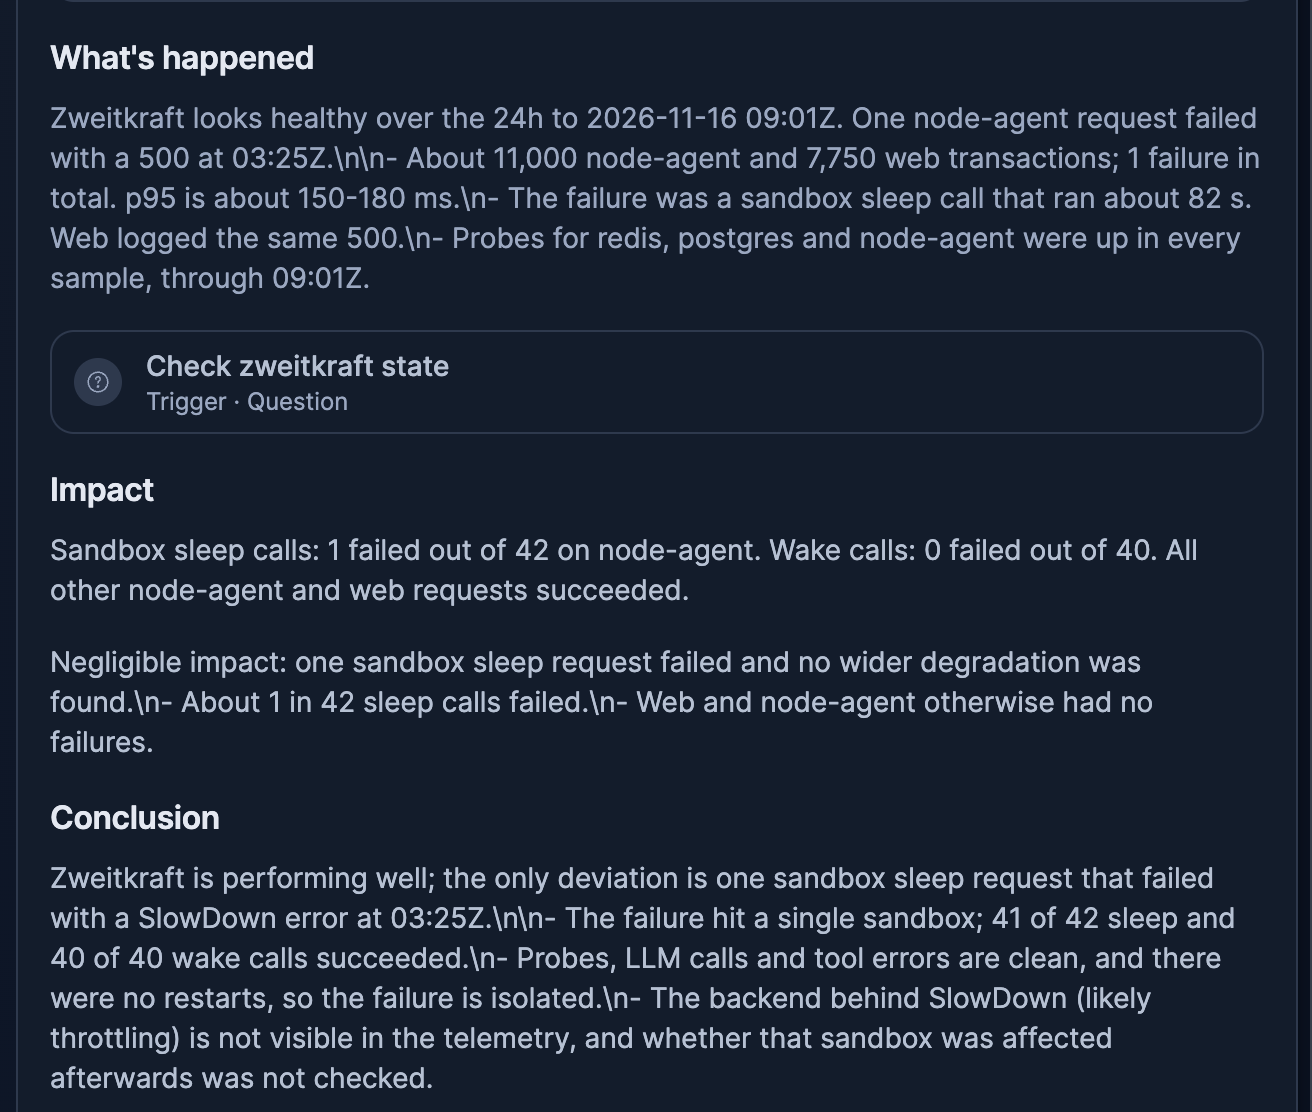 What's happened
Zweitkraft looks healthy over the 24h to 2026-11-16 09:01Z. One node-agent request failed
with a 500 at 03:25Z.\n\n- About 11,000 node-agent and 7,750 web transactions; 1 failure in
total. p95 is about 150-180 ms.\n- The failure was a sandbox sleep call that ran about 82 s.
Web logged the same 500.\n- Probes for redis, postgres and node-agent were up in every
sample, through 09:01Z.
Check zweitkraft state
Trigger · Question
Impact
Sandbox sleep calls: 1 failed out of 42 on node-agent. Wake calls: 0 failed out of 40. All
other node-agent and web requests succeeded.
Negligible impact: one sandbox sleep request failed and no wider degradation was
found.\n- About 1 in 42 sleep calls failed.\n- Web and node-agent otherwise had no
failures.
Conclusion
Zweitkraft is performing well; the only deviation is one sandbox sleep request that failed
with a SlowDown error at 03:25Z.\n\n- The failure hit a single sandbox; 41 of 42 sleep and
40 of 40 wake calls succeeded.\n- Probes, LLM calls and tool errors are clean, and there
were no restarts, so the failure is isolated.\n- The backend behind SlowDown (likely
throttling) is not visible in the telemetry, and whether that sandbox was affected
afterwards was not checked.